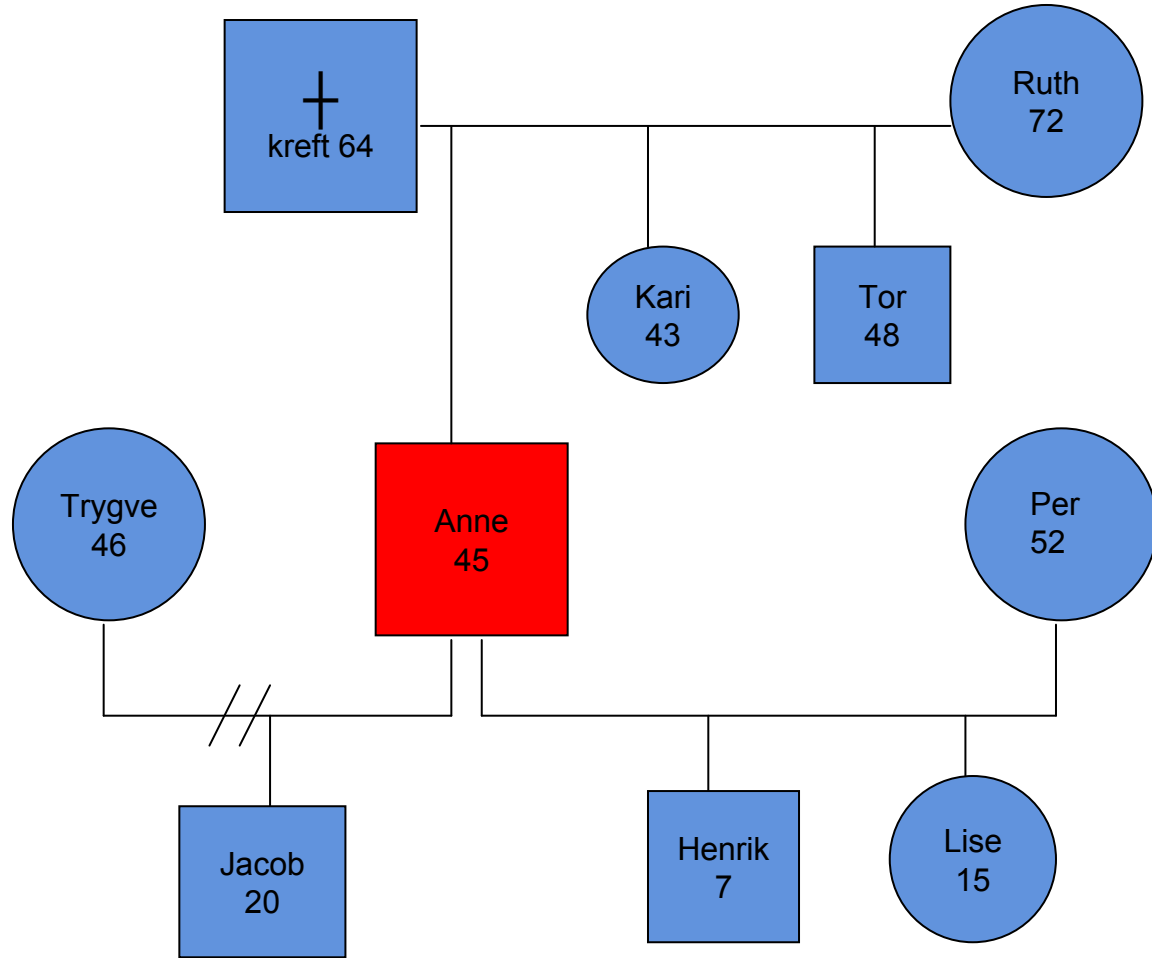 kreft 64
Ruth
72
Kari
43
Tor
48
Trygve
46
Anne
45
Per
52
Jacob
20
Henrik
7
Lise
15